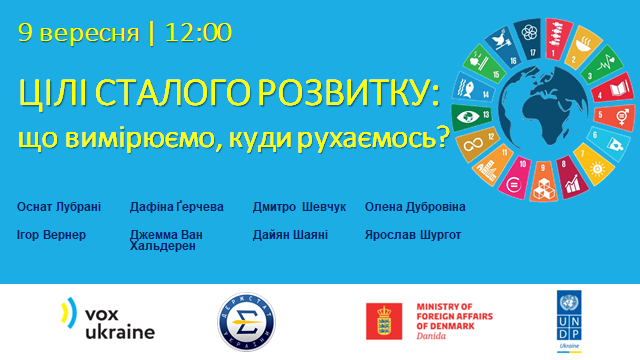 9 вересня | 12:00
ЦІЛІ СТАЛОГО РОЗВИТКУ:
що вимірюємо, куди рухаємось?
Оснат Лубрані
Дафіна Ґерчева
Дмитро Шевчук
Олена Дубровіна
Ігор Вернер
Джемма Ван
Хальдерен
Дайян Шаяні
Ярослав Шургот
vox
ukraine
ДЕРЖСТАТ
УКРАЇНИ
MINISTRY OF
FOREIGN AFFAIRS
OF DENMARK
Danida
U N
D P
Ukraine
1
2
3
4
5
6
7
8
9
10
11
12
13
14
15
16
17